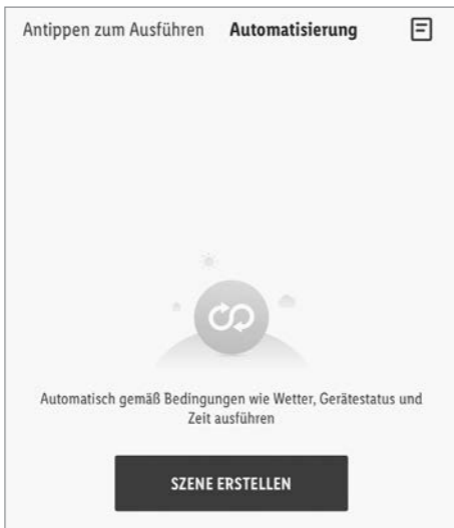 Antippen zum Ausführen Automatisierung
Automatisch gemäß Bedingungen wie Wetter, Gerätestatus und
Zeit ausführen
SZENE ERSTELLEN